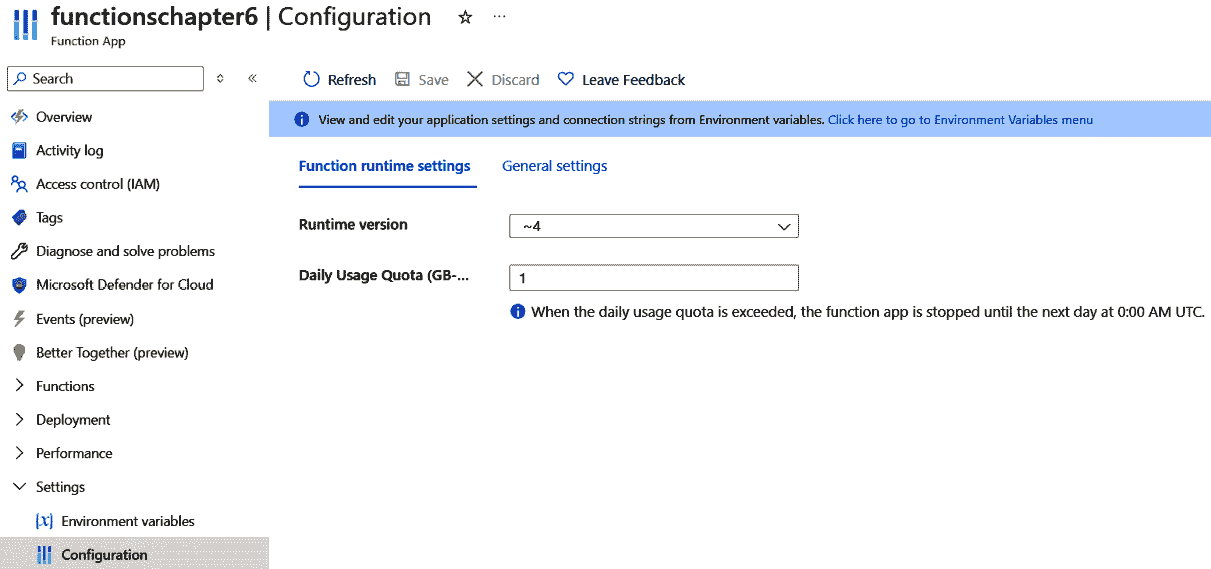 functionschapter6 | Configuration ☆ ...
Function App
Search
Overview
Activity log
Access control (IAM)
Tags
Diagnose and solve problems
Microsoft Defender for Cloud
Events (preview)
Better Together (preview)
Functions
Deployment
Performance
Settings
Environment variables
Configuration
Refresh Save Discard Leave Feedback
View and edit your application settings and connection strings from Environment variables. Click here to go to Environment Variables menu
Function runtime settings General settings
Runtime version ~4
Daily Usage Quota (GB-... 1
When the daily usage quota is exceeded, the function app is stopped until the next day at 0:00 AM UTC.